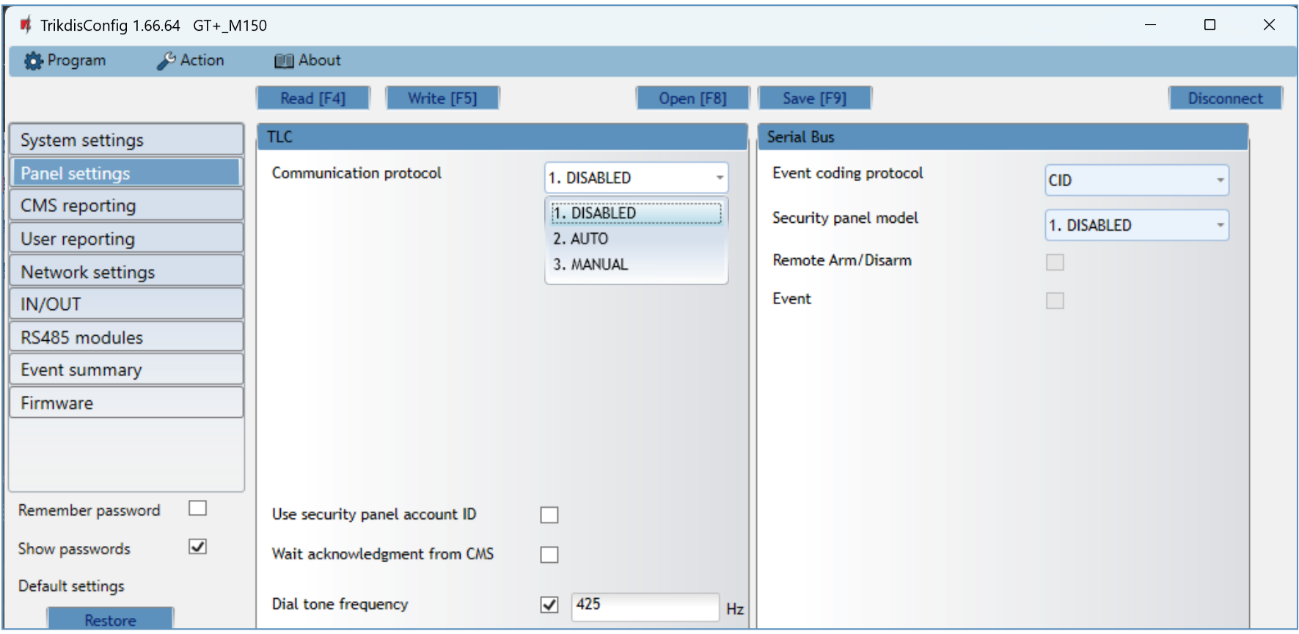 TrikdisConfig 1.66.64 GT+_M150
Program Action About
Read [F4] Write [F5] Open [F8] Save [F9] Disconnect
System settings
Panel settings
CMS reporting
User reporting
Network settings
IN/OUT
RS485 modules
Event summary
Firmware
Remember password
Show passwords
Default settings
Restore
TLC
Communication protocol 1. DISABLED
1. DISABLED
2. AUTO
3. MANUAL
Use security panel account ID
Wait acknowledgment from CMS
Dial tone frequency 425 Hz
Serial Bus
Event coding protocol CID
Security panel model 1. DISABLED
Remote Arm/Disarm
Event